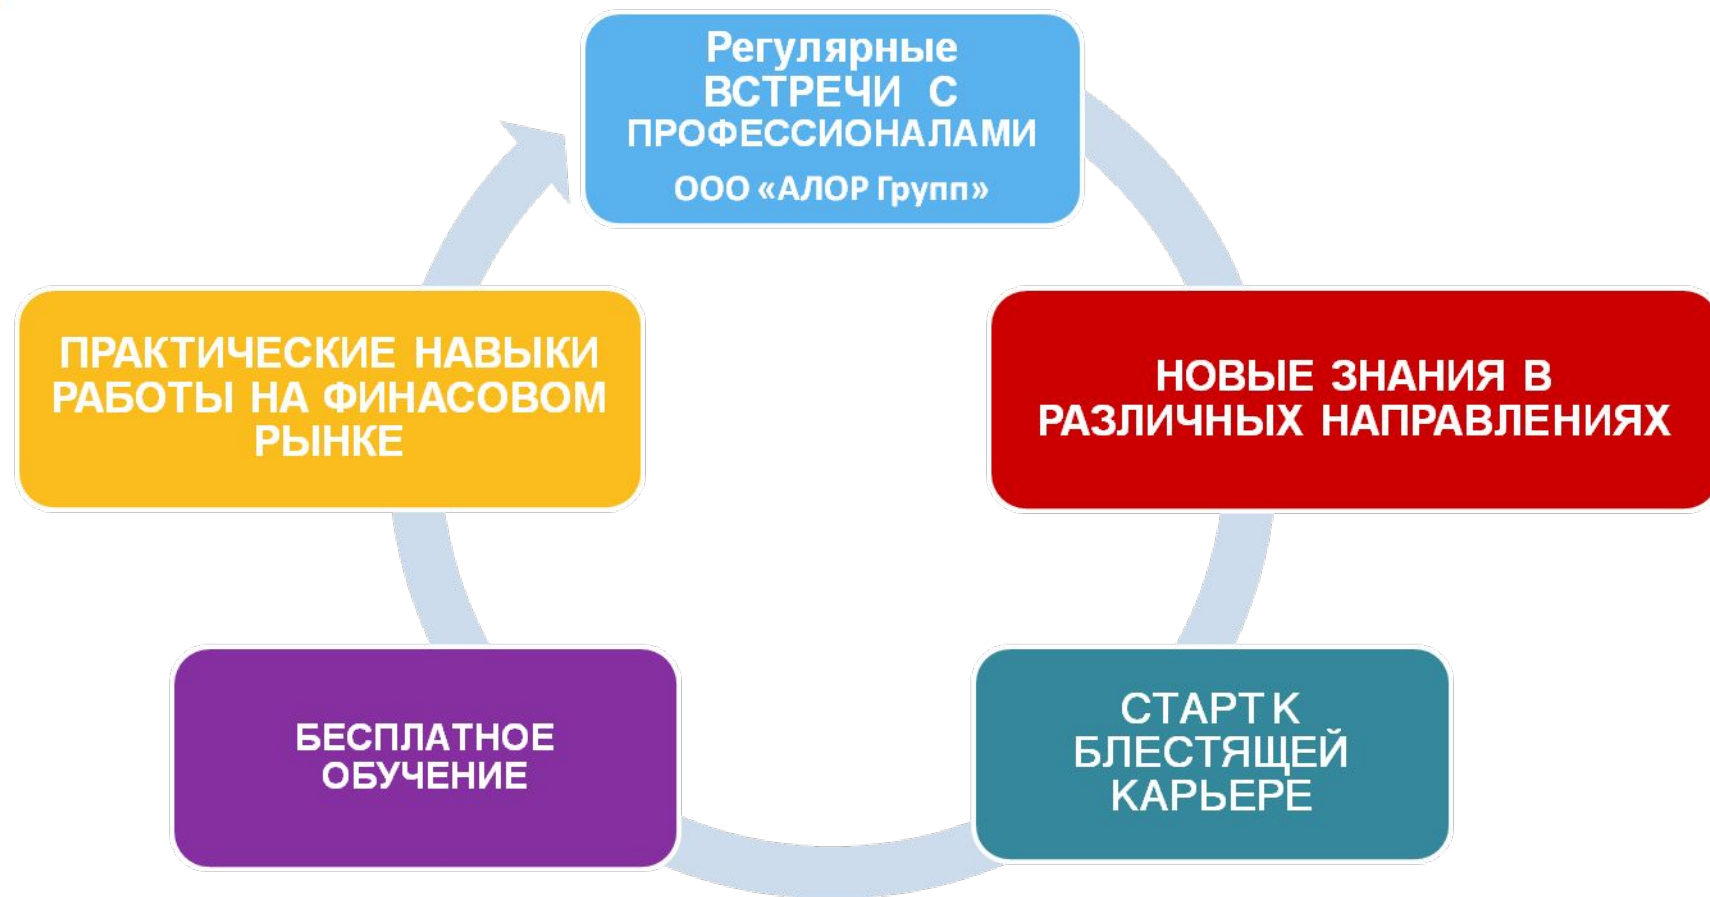 Регулярные
ВСТРЕЧИ С
ПРОФЕССИОНАЛАМИ
ООО «АЛОР Групп»
НОВЫЕ ЗНАНИЯ В
РАЗЛИЧНЫХ НАПРАВЛЕНИЯХ
СТАРТ К
БЛЕСТЯЩЕЙ
КАРЬЕРЕ
БЕСПЛАТНОЕ
ОБУЧЕНИЕ
ПРАКТИЧЕСКИЕ НАВЫКИ
РАБОТЫ НА ФИНАСОВОМ
РЫНКЕ